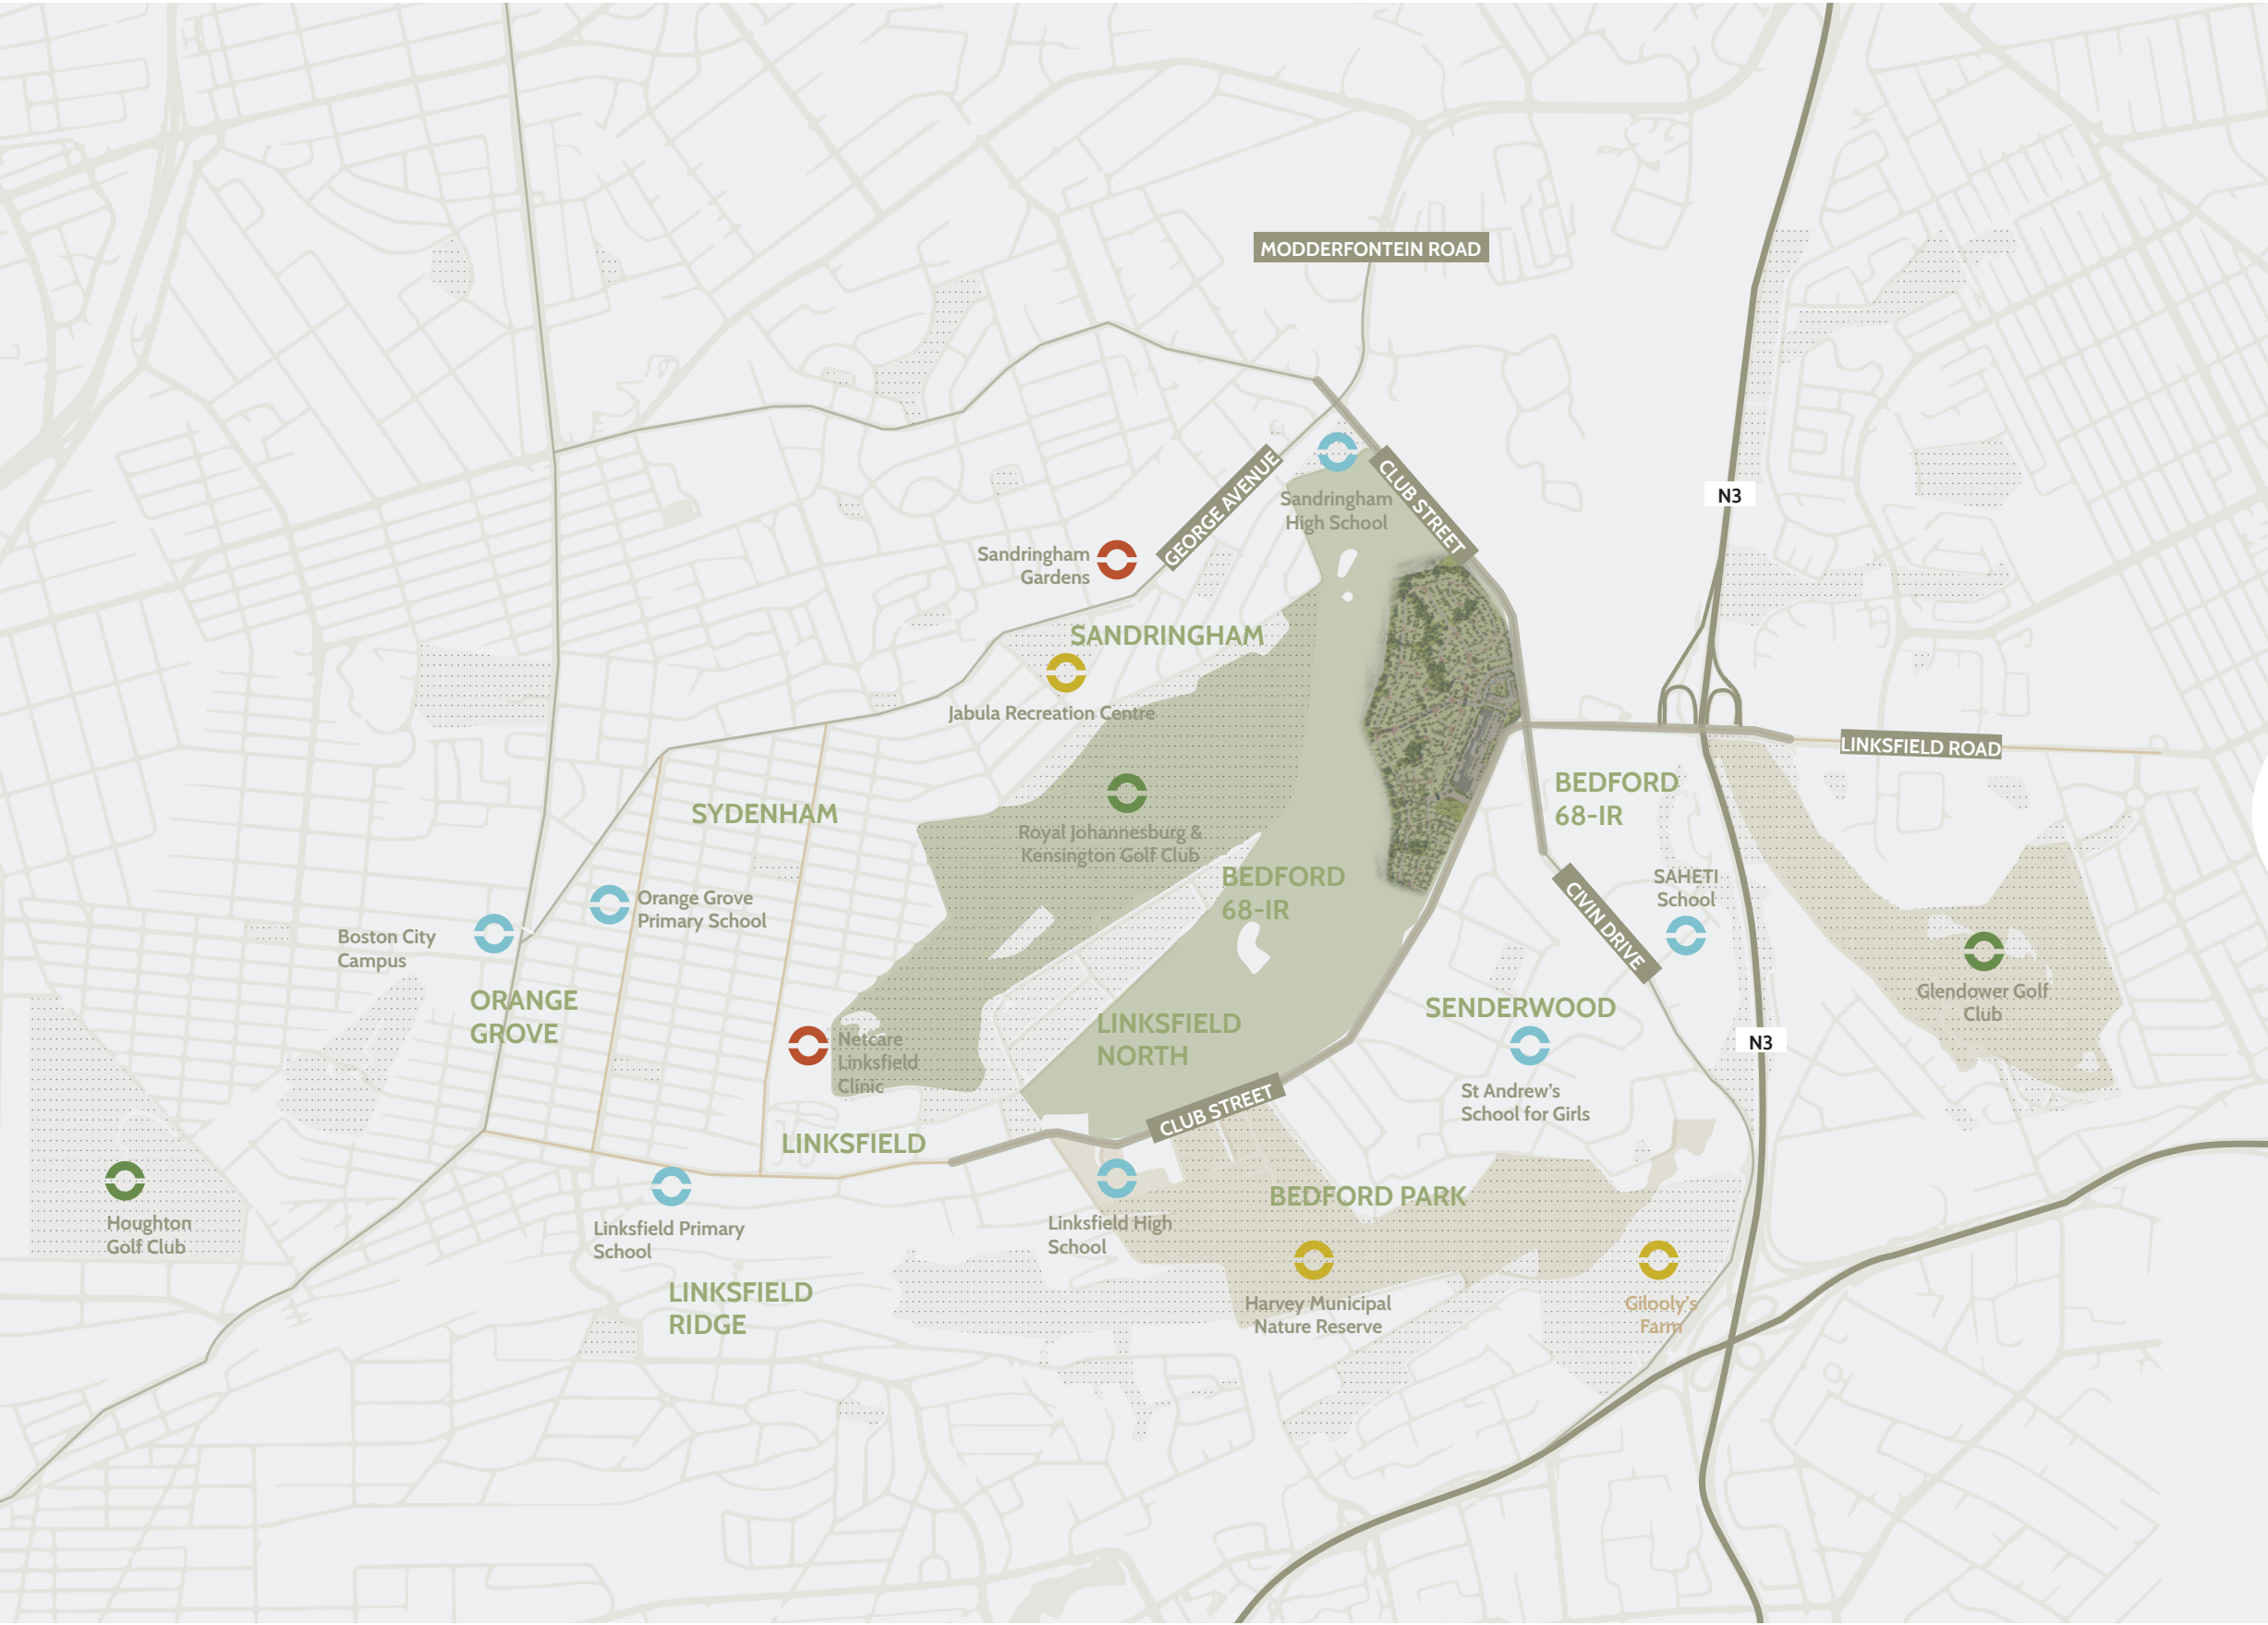 MODDERFONTEIN ROAD
GEORGE AVENUE
CLUB STREET
Sandringham
High School
N3
Sandringham
Gardens
SANDRINGHAM
Jabula Recreation Centre
LINKSFIELD ROAD
SYDENHAM
BEDFORD
68-IR
Royal Johannesburg &
Kensington Golf Club
BEDFORD
68-IR
SAHETI
School
CIVIN DRIVE
Orange Grove
Primary School
Boston City
Campus
ORANGE
GROVE
Glendower Golf
Club
SENDERWOOD
LINKSFIELD
NORTH
Netcare
Linksfield
Clinic
N3
St Andrew's
School for Girls
CLUB STREET
LINKSFIELD
BEDFORD PARK
Houghton
Golf Club
Linksfield Primary
School
Linksfield High
School
LINKSFIELD
RIDGE
Harvey Municipal
Nature Reserve
Gilooly's
Farm